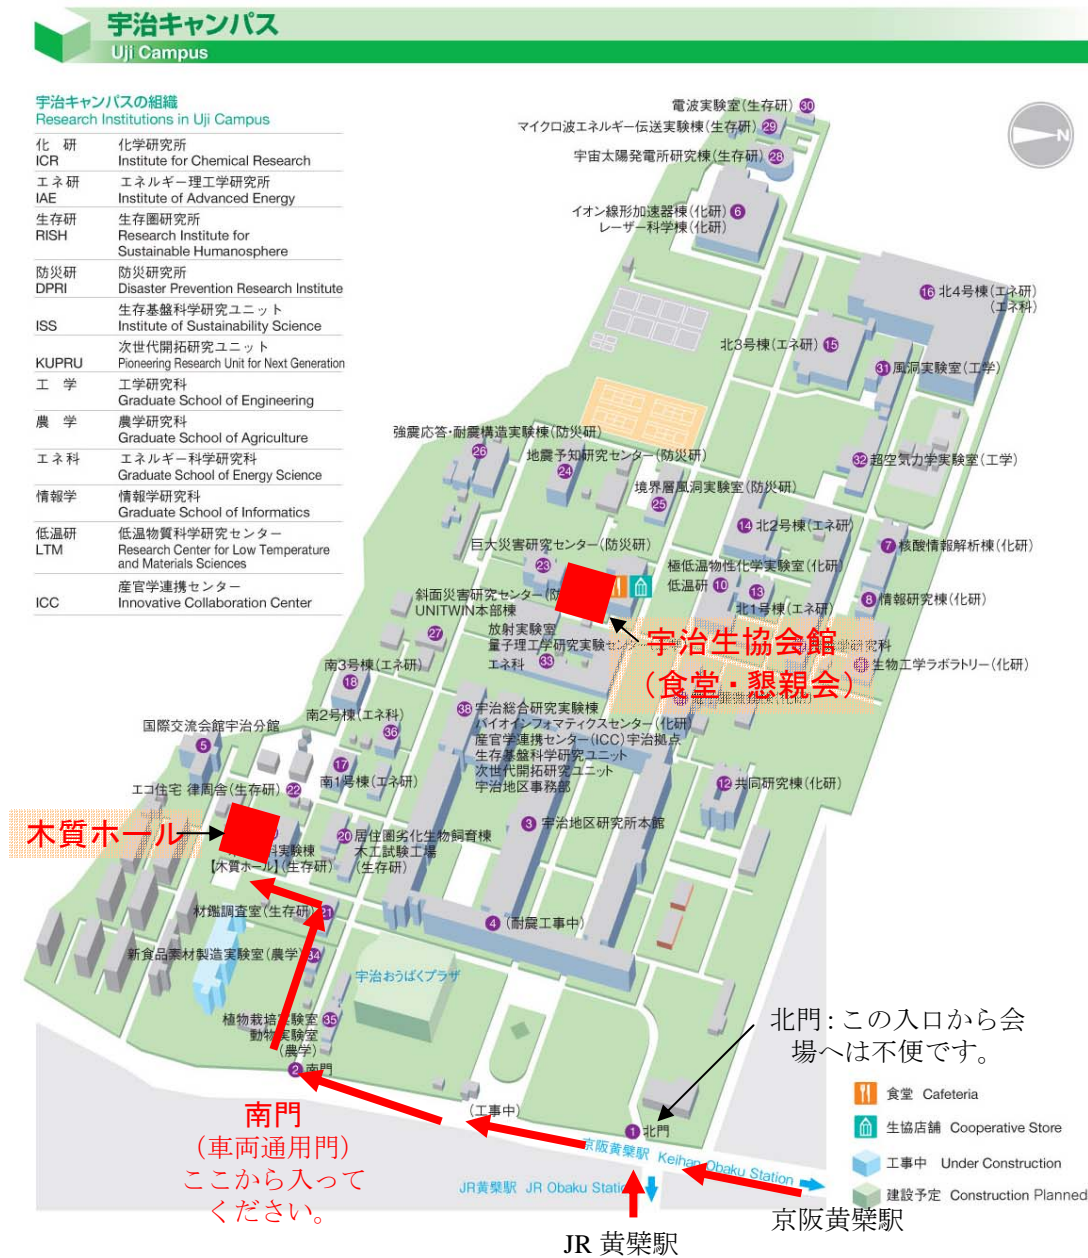 宇治キャンパス
Uji Campus
宇治キャンパスの組織
Research Institutions in Uji Campus
化 研 化学研究所
ICR Institute for Chemical Research
エネ研 エネルギー理工学研究所
IAE Institute of Advanced Energy
生存研 生存圏研究所
RISH Research Institute for
Sustainable Humanosphere
防災研 防災研究所
DPRI Disaster Prevention Research Institute
生存基盤科学研究ユニット
ISS Institute of Sustainability Science
次世代開拓研究ユニット
KUPRU Pioneering Research Unit for Next Generation
工 学 工学研究科
Graduate School of Engineering
農 学 農学研究科
Graduate School of Agriculture
エネ科 エネルギー科学研究科
Graduate School of Energy Science
情報学 情報学研究科
Graduate School of Informatics
低温研 低温物質科学研究センター
LTM Research Center for Low Temperature
and Materials Sciences
産官学連携センター
ICC Innovative Collaboration Center
N
電波実験室(生存研) 30
マイクロ波エネルギー伝送実験棟(生存研) 29
宇宙太陽発電所研究棟(生存研) 28
イオン線形加速器棟(化研) 6
レーザー科学棟(化研)
16 北4号棟(エネ研)
(エネ科)
北3号棟(エネ研) 15
31 風洞実験室(工学)
強震応答・耐震構造実験棟(防災研)
26
地震予知研究センター(防災研)
24
32 超空気力学実験室(工学)
境界層風洞実験室(防災研)
25
14 北2号棟(エネ研)
7 核酸情報解析棟(化研)
巨大災害研究センター(防災研)
23
極低温物性化学実験室(化研)
低温研 10
13
北1号棟(エネ研)
8 情報研究棟(化研)
斜面災害研究センター(防
UNITWIN本部棟
27
放射実験室
量子理工学研究実験セン
エネ科 33
宇治生協会館
(食堂・懇親会)
科
生物工学ラボラトリー(化研)
南3号棟(エネ研)
18
南2号棟(エネ科)
36
38 宇治総合研究実験棟
バイオインフォマティクスセンター(化研)
産官学連携センター(ICC)宇治拠点
生存基盤科学研究ユニット
次世代開拓研究ユニット
宇治地区事務部
国際交流会館宇治分館
5
17
南1号棟(エネ研)
エコ住宅 律周舎(生存研) 22
12 共同研究棟(化研)
木質ホール
3 宇治地区研究所本館
20 居住圏劣化生物飼育棟
木工試験工場
(生存研)
科実験棟
【木質ホール】(生存研)
材鑑調査室(生存研) 21
4 (耐震工事中)
新食品素材製造実験室(農学) 34
宇治おうばくプラザ
植物栽培実験室 35
動物実験室
(農学)
2 南門
北門:この入口から会
場へは不便です。
南門
(車両通用門)
ここから入って
ください。
(工事中)
1 北門
京阪黄檗駅 Keihan Obaku Station
JR黄檗駅 JR Obaku Station
JR 黄檗駅
京阪黄檗駅
食堂 Cafeteria
生協店舗 Cooperative Store
工事中 Under Construction
建設予定 Construction Planned